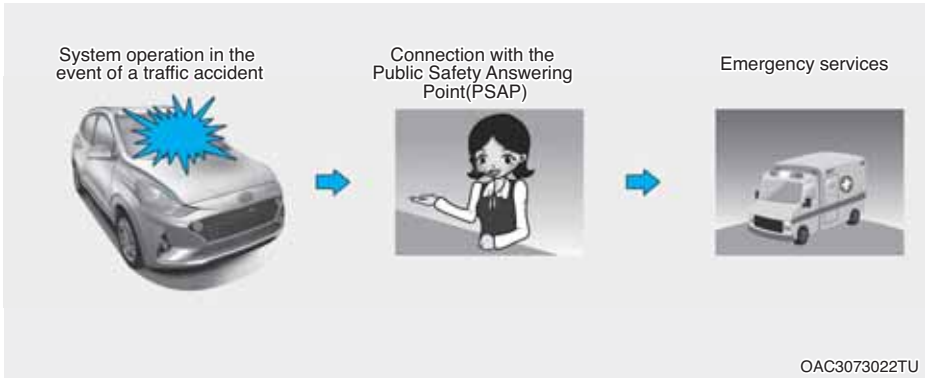 System operation in the
event of a traffic accident
Connection with the
Public Safety Answering
Point(PSAP)
Emergency services
OAC3073022TU